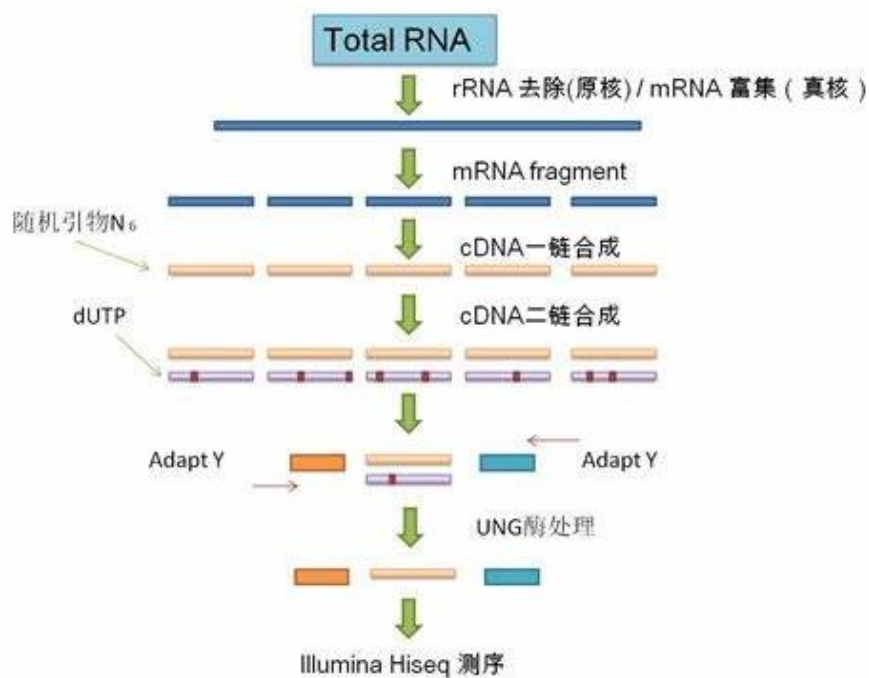 Total RNA
rRNA 去除(原核) / mRNA 富集 ( 真核 )
mRNA fragment
随机引物N₆
cDNA一链合成
dUTP
cDNA二链合成
Adapt Y
Adapt Y
UNG酶处理
Illumina Hiseq 测序